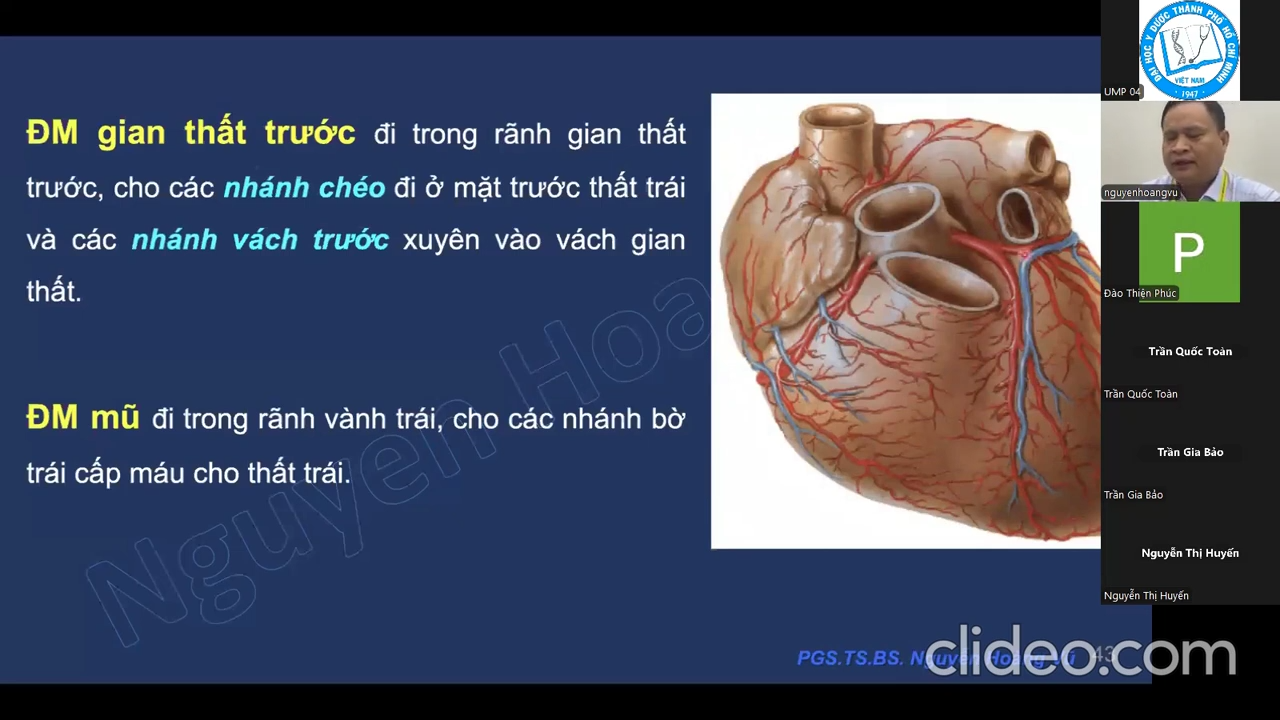 ĐM gian thất trước đi trong rãnh gian thất
trước, cho các nhánh chéo đi ở mặt trước thất trái
và các nhánh vách trước xuyên vào vách gian
thất.
ĐM mũ đi trong rãnh vành trái, cho các nhánh bờ
trái cấp máu cho thất trái.
Nguyen Hoa
PGS.TS.BS. Nguyễn Hoàng Vũ
43
clideo.com
ĐẠI HỌC Y DƯỢC THÀNH PHỐ HỒ CHÍ MINH
VIỆT NAM
1947
UMP 04
nguyenhoangvu
P
Đào Thiện Phúc
Trần Quốc Toàn
Trần Quốc Toàn
Trần Gia Bảo
Trần Gia Bảo
Nguyễn Thị Huyến
Nguyễn Thị Huyến